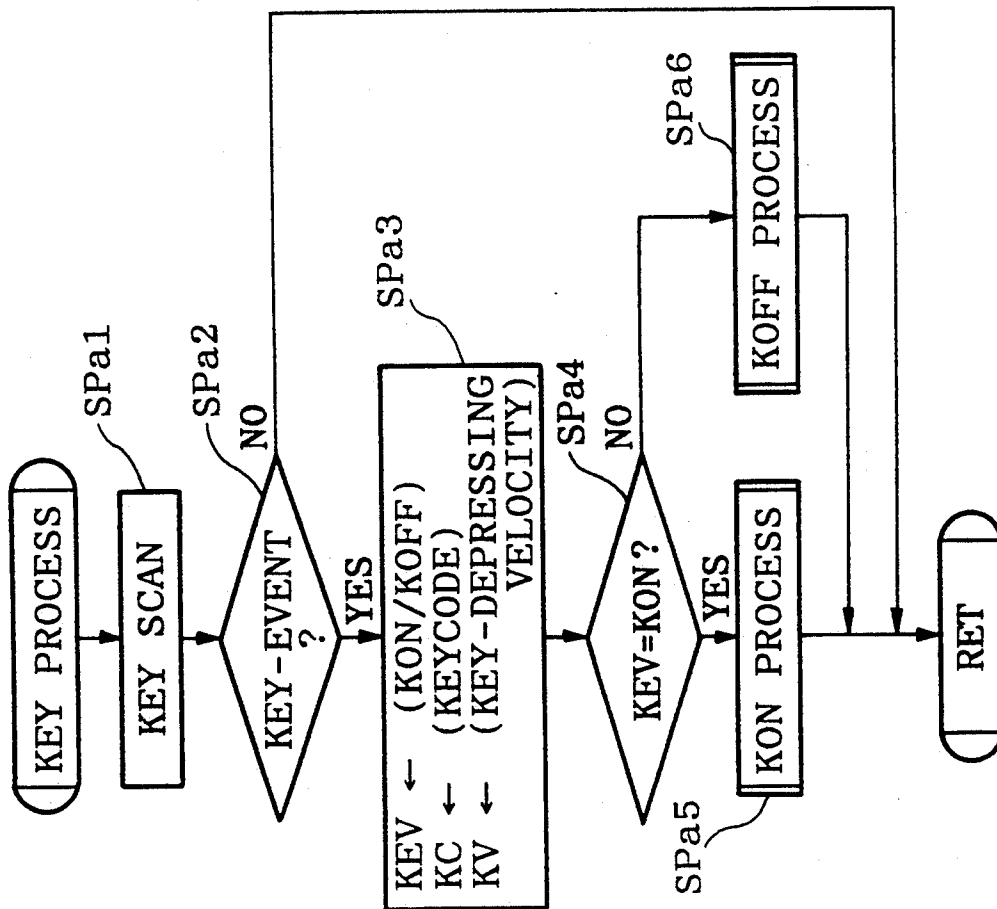 KEY PROCESS
SPa1
KEY SCAN
SPa2
KEY-EVENT
?
NO
YES
SPa3
KEV ← (KON/KOFF)
KC ← (KEYCODE)
KV ← (KEY-DEPRESSING
VELOCITY)
SPa4
KEV=KON?
NO
YES
SPa5
KON PROCESS
SPa6
KOFF PROCESS
RET